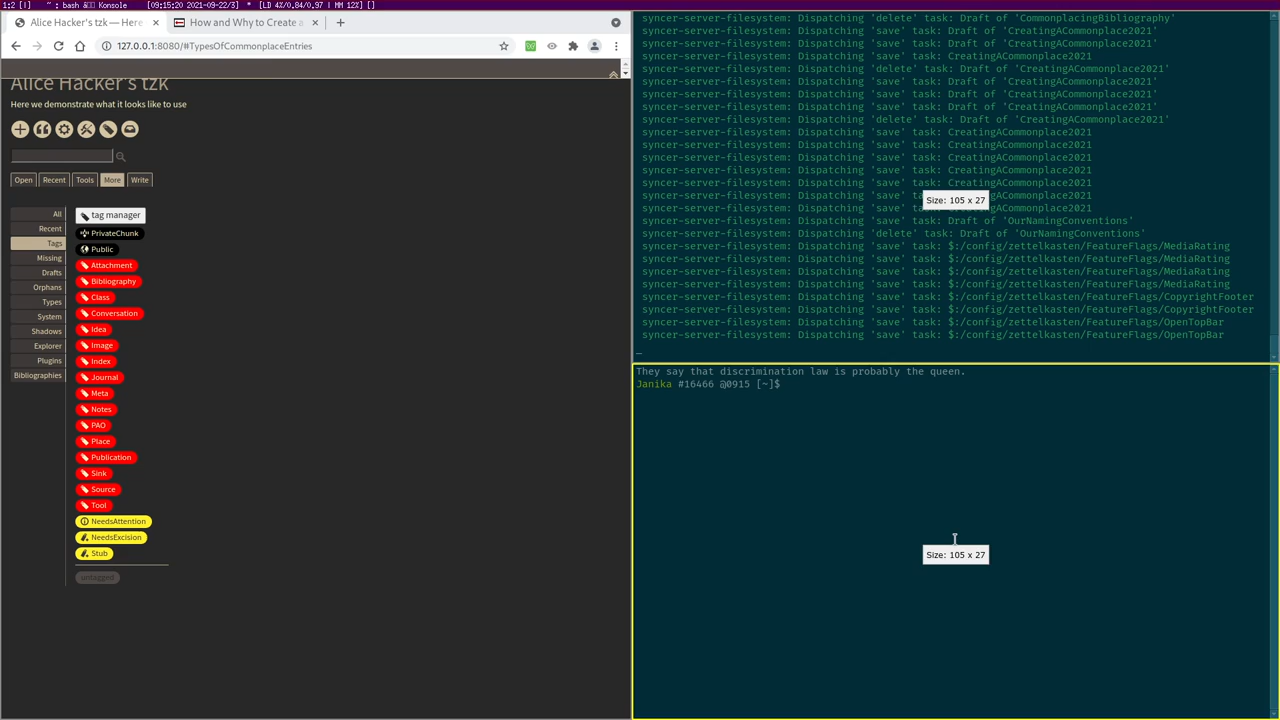 1:2 [|] ~ : bash — Konsole [09:15:20 2021-09-22/3] * [LD 4%/0,84/0,97 | MM 12%] []
Alice Hacker's tzk — Here
How and Why to Create a
127.0.0.1:8080/#TypesOfCommonplaceEntries
Alice Hacker's tzk
Here we demonstrate what it looks like to use
Open Recent Tools More Write
All
Recent
Tags
Missing
Drafts
Orphans
Types
System
Shadows
Explorer
Plugins
Bibliographies
tag manager
PrivateChunk
Public
Attachment
Bibliography
Class
Conversation
Idea
Image
Index
Journal
Meta
Notes
PAO
Place
Publication
Sink
Source
Tool
NeedsAttention
NeedsExcision
Stub
untagged
syncer-server-filesystem: Dispatching 'delete' task: Draft of 'CommonplacingBibliography'
syncer-server-filesystem: Dispatching 'save' task: Draft of 'CreatingACommonplace2021'
syncer-server-filesystem: Dispatching 'save' task: Draft of 'CreatingACommonplace2021'
syncer-server-filesystem: Dispatching 'save' task: CreatingACommonplace2021
syncer-server-filesystem: Dispatching 'delete' task: Draft of 'CreatingACommonplace2021'
syncer-server-filesystem: Dispatching 'save' task: Draft of 'CreatingACommonplace2021'
syncer-server-filesystem: Dispatching 'save' task: Draft of 'CreatingACommonplace2021'
syncer-server-filesystem: Dispatching 'save' task: Draft of 'CreatingACommonplace2021'
syncer-server-filesystem: Dispatching 'delete' task: Draft of 'CreatingACommonplace2021'
syncer-server-filesystem: Dispatching 'save' task: CreatingACommonplace2021
syncer-server-filesystem: Dispatching 'save' task: CreatingACommonplace2021
syncer-server-filesystem: Dispatching 'save' task: CreatingACommonplace2021
syncer-server-filesystem: Dispatching 'save' task: CreatingACommonplace2021
syncer-server-filesystem: Dispatching 'save' task: CreatingACommonplace2021
syncer-server-filesystem: Dispatching 'save' task: CreatingACommonplace2021
Size: 105 x 27
syncer-server-filesystem: Dispatching 'save' task: CreatingACommonplace2021
syncer-server-filesystem: Dispatching 'save' task: Draft of 'OurNamingConventions'
syncer-server-filesystem: Dispatching 'delete' task: Draft of 'OurNamingConventions'
syncer-server-filesystem: Dispatching 'save' task: $:/config/zettelkasten/FeatureFlags/MediaRating
syncer-server-filesystem: Dispatching 'save' task: $:/config/zettelkasten/FeatureFlags/MediaRating
syncer-server-filesystem: Dispatching 'save' task: $:/config/zettelkasten/FeatureFlags/MediaRating
syncer-server-filesystem: Dispatching 'save' task: $:/config/zettelkasten/FeatureFlags/MediaRating
syncer-server-filesystem: Dispatching 'save' task: $:/config/zettelkasten/FeatureFlags/CopyrightFooter
syncer-server-filesystem: Dispatching 'save' task: $:/config/zettelkasten/FeatureFlags/CopyrightFooter
syncer-server-filesystem: Dispatching 'save' task: $:/config/zettelkasten/FeatureFlags/OpenTopBar
syncer-server-filesystem: Dispatching 'save' task: $:/config/zettelkasten/FeatureFlags/OpenTopBar
They say that discrimination law is probably the queen.
Janika #16466 @0915 [~]$
Size: 105 x 27